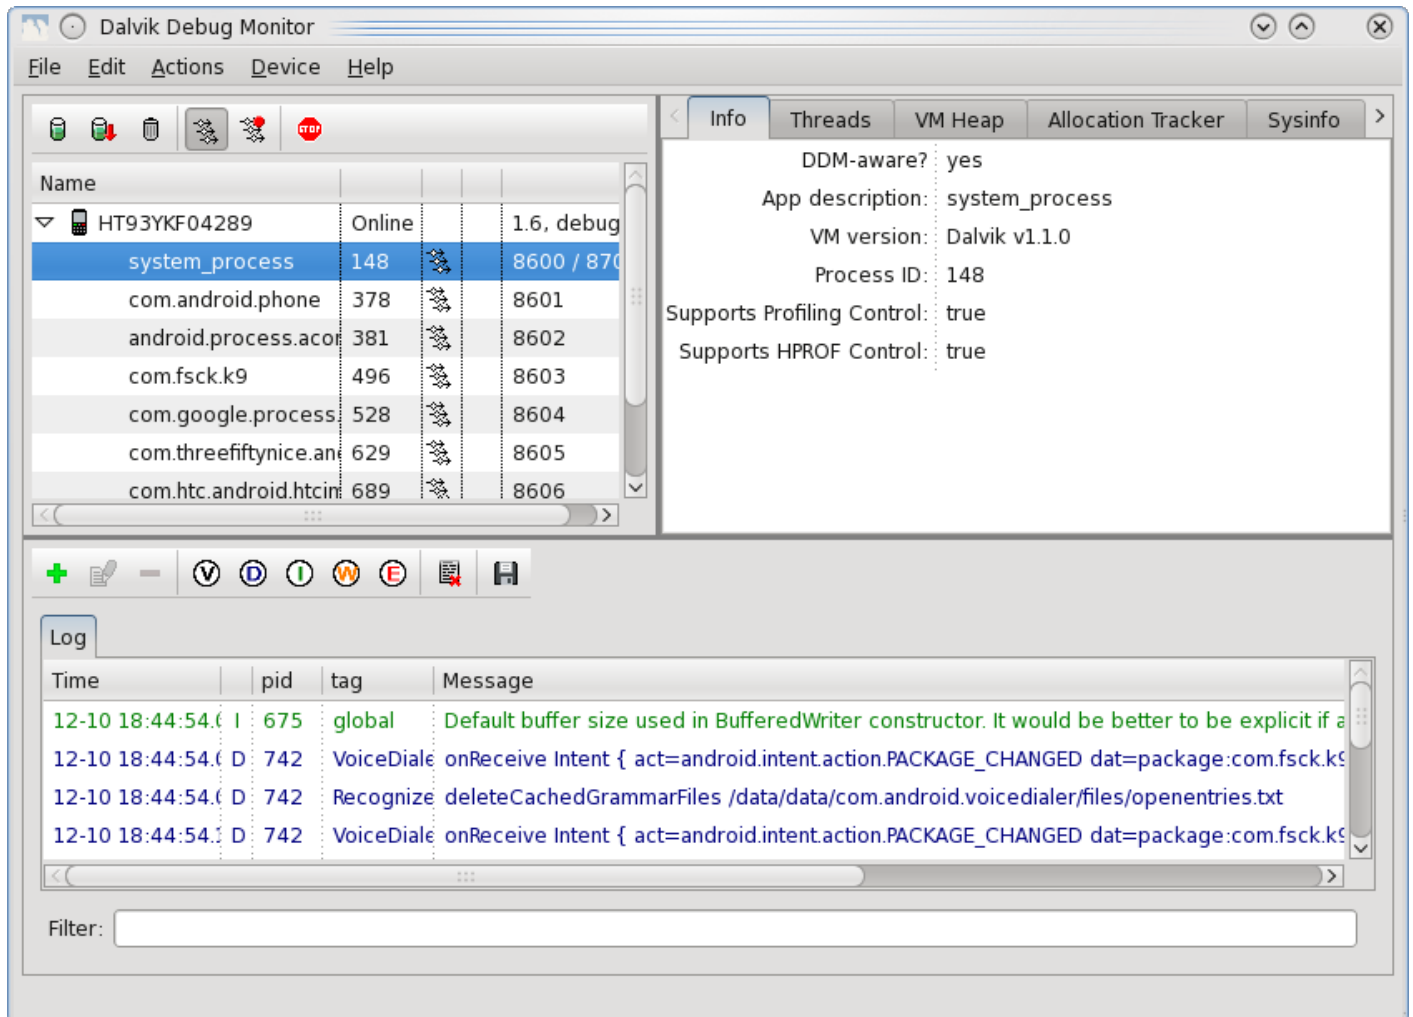 Dalvik Debug Monitor
File Edit Actions Device Help
STOP
Info Threads VM Heap Allocation Tracker Sysinfo
Name
HT93YKF04289 Online 1.6, debug
system_process 148 8600 / 870
com.android.phone 378 8601
android.process.acor 381 8602
com.fsck.k9 496 8603
com.google.process. 528 8604
com.threefiftynice.an 629 8605
com.htc.android.htcim 689 8606
DDM-aware? yes
App description: system_process
VM version: Dalvik v1.1.0
Process ID: 148
Supports Profiling Control: true
Supports HPROF Control: true
V D I W E
Log
Time pid tag Message
12-10 18:44:54. I 675 global Default buffer size used in BufferedWriter constructor. It would be better to be explicit if a
12-10 18:44:54. D 742 VoiceDiale onReceive Intent { act=android.intent.action.PACKAGE_CHANGED dat=package:com.fsck.k9
12-10 18:44:54. D 742 Recognize deleteCachedGrammarFiles /data/data/com.android.voicedialer/files/openentries.txt
12-10 18:44:54. D 742 VoiceDiale onReceive Intent { act=android.intent.action.PACKAGE_CHANGED dat=package:com.fsck.k9
Filter: